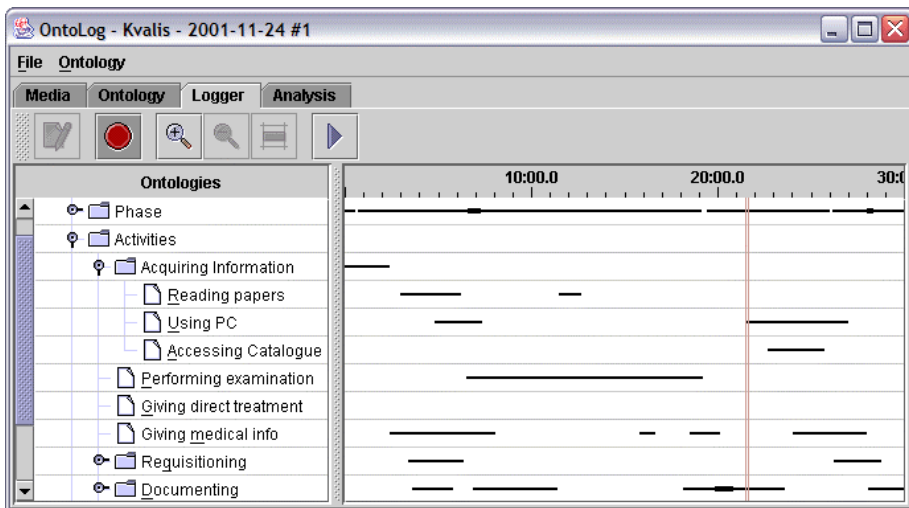 OntoLog - Kvalis - 2001-11-24 #1
File Ontology
Media Ontology Logger Analysis
Ontologies 10:00.0 20:00.0 30:0
Phase
Activities
Acquiring Information
Reading papers
Using PC
Accessing Catalogue
Performing examination
Giving direct treatment
Giving medical info
Requisitioning
Documenting